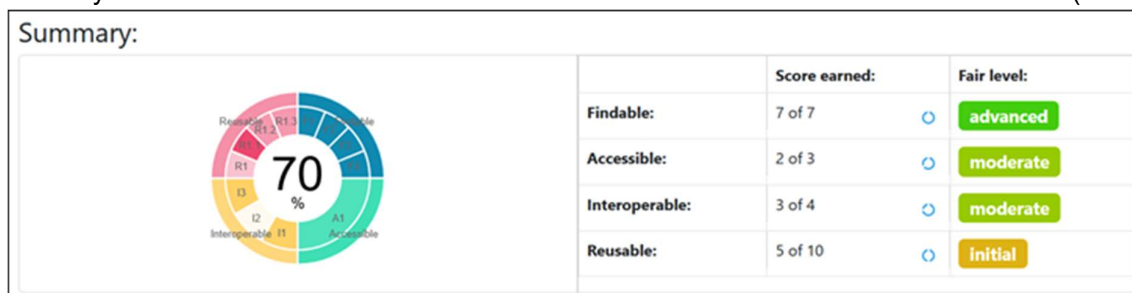 Summary:
Score earned: Fair level:
Findable: 7 of 7 advanced
Accessible: 2 of 3 moderate
Interoperable: 3 of 4 moderate
Reusable: 5 of 10 initial
Reusable
R1.3
R1.2
R1.1
R1
70
%
I3
I2
I1
A1
Interoperable
Accessible